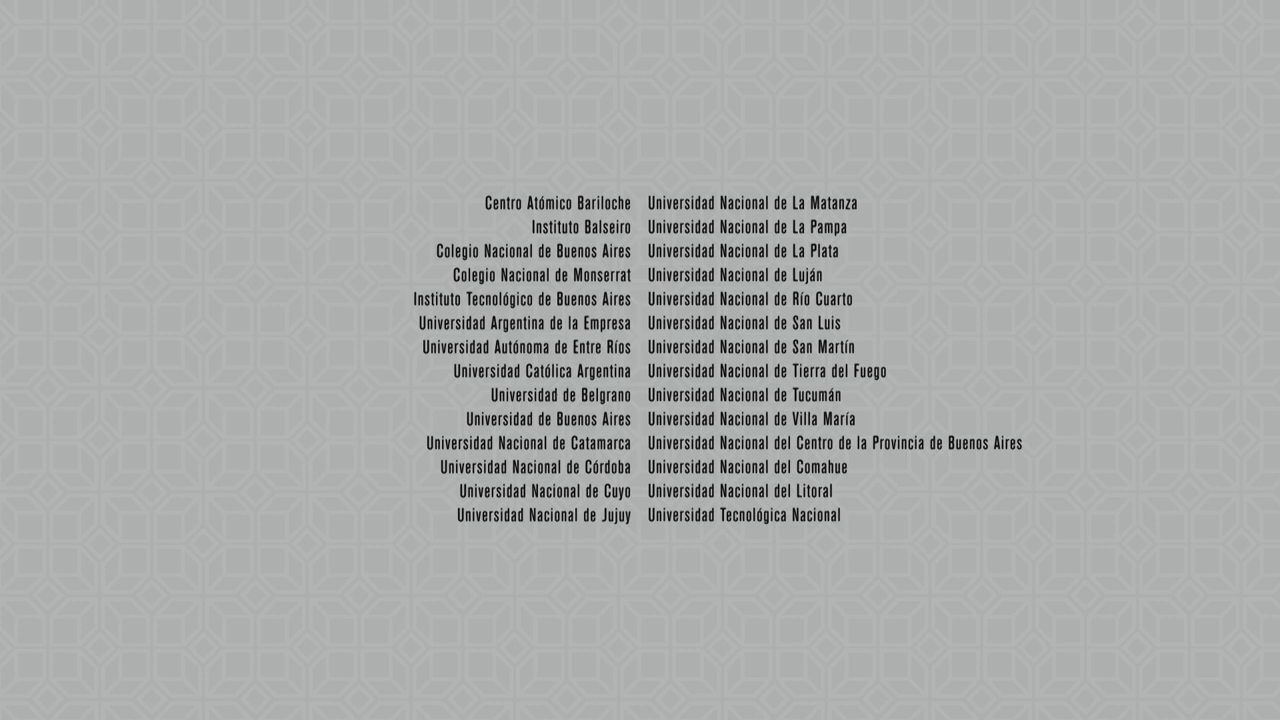 Centro Atómico Bariloche
Instituto Balseiro
Colegio Nacional de Buenos Aires
Colegio Nacional de Monserrat
Instituto Tecnológico de Buenos Aires
Universidad Argentina de la Empresa
Universidad Autónoma de Entre Ríos
Universidad Católica Argentina
Universidad de Belgrano
Universidad de Buenos Aires
Universidad Nacional de Catamarca
Universidad Nacional de Córdoba
Universidad Nacional de Cuyo
Universidad Nacional de Jujuy
Universidad Nacional de La Matanza
Universidad Nacional de La Pampa
Universidad Nacional de La Plata
Universidad Nacional de Luján
Universidad Nacional de Río Cuarto
Universidad Nacional de San Luis
Universidad Nacional de San Martín
Universidad Nacional de Tierra del Fuego
Universidad Nacional de Tucumán
Universidad Nacional de Villa María
Universidad Nacional del Centro de la Provincia de Buenos Aires
Universidad Nacional del Comahue
Universidad Nacional del Litoral
Universidad Tecnológica Nacional